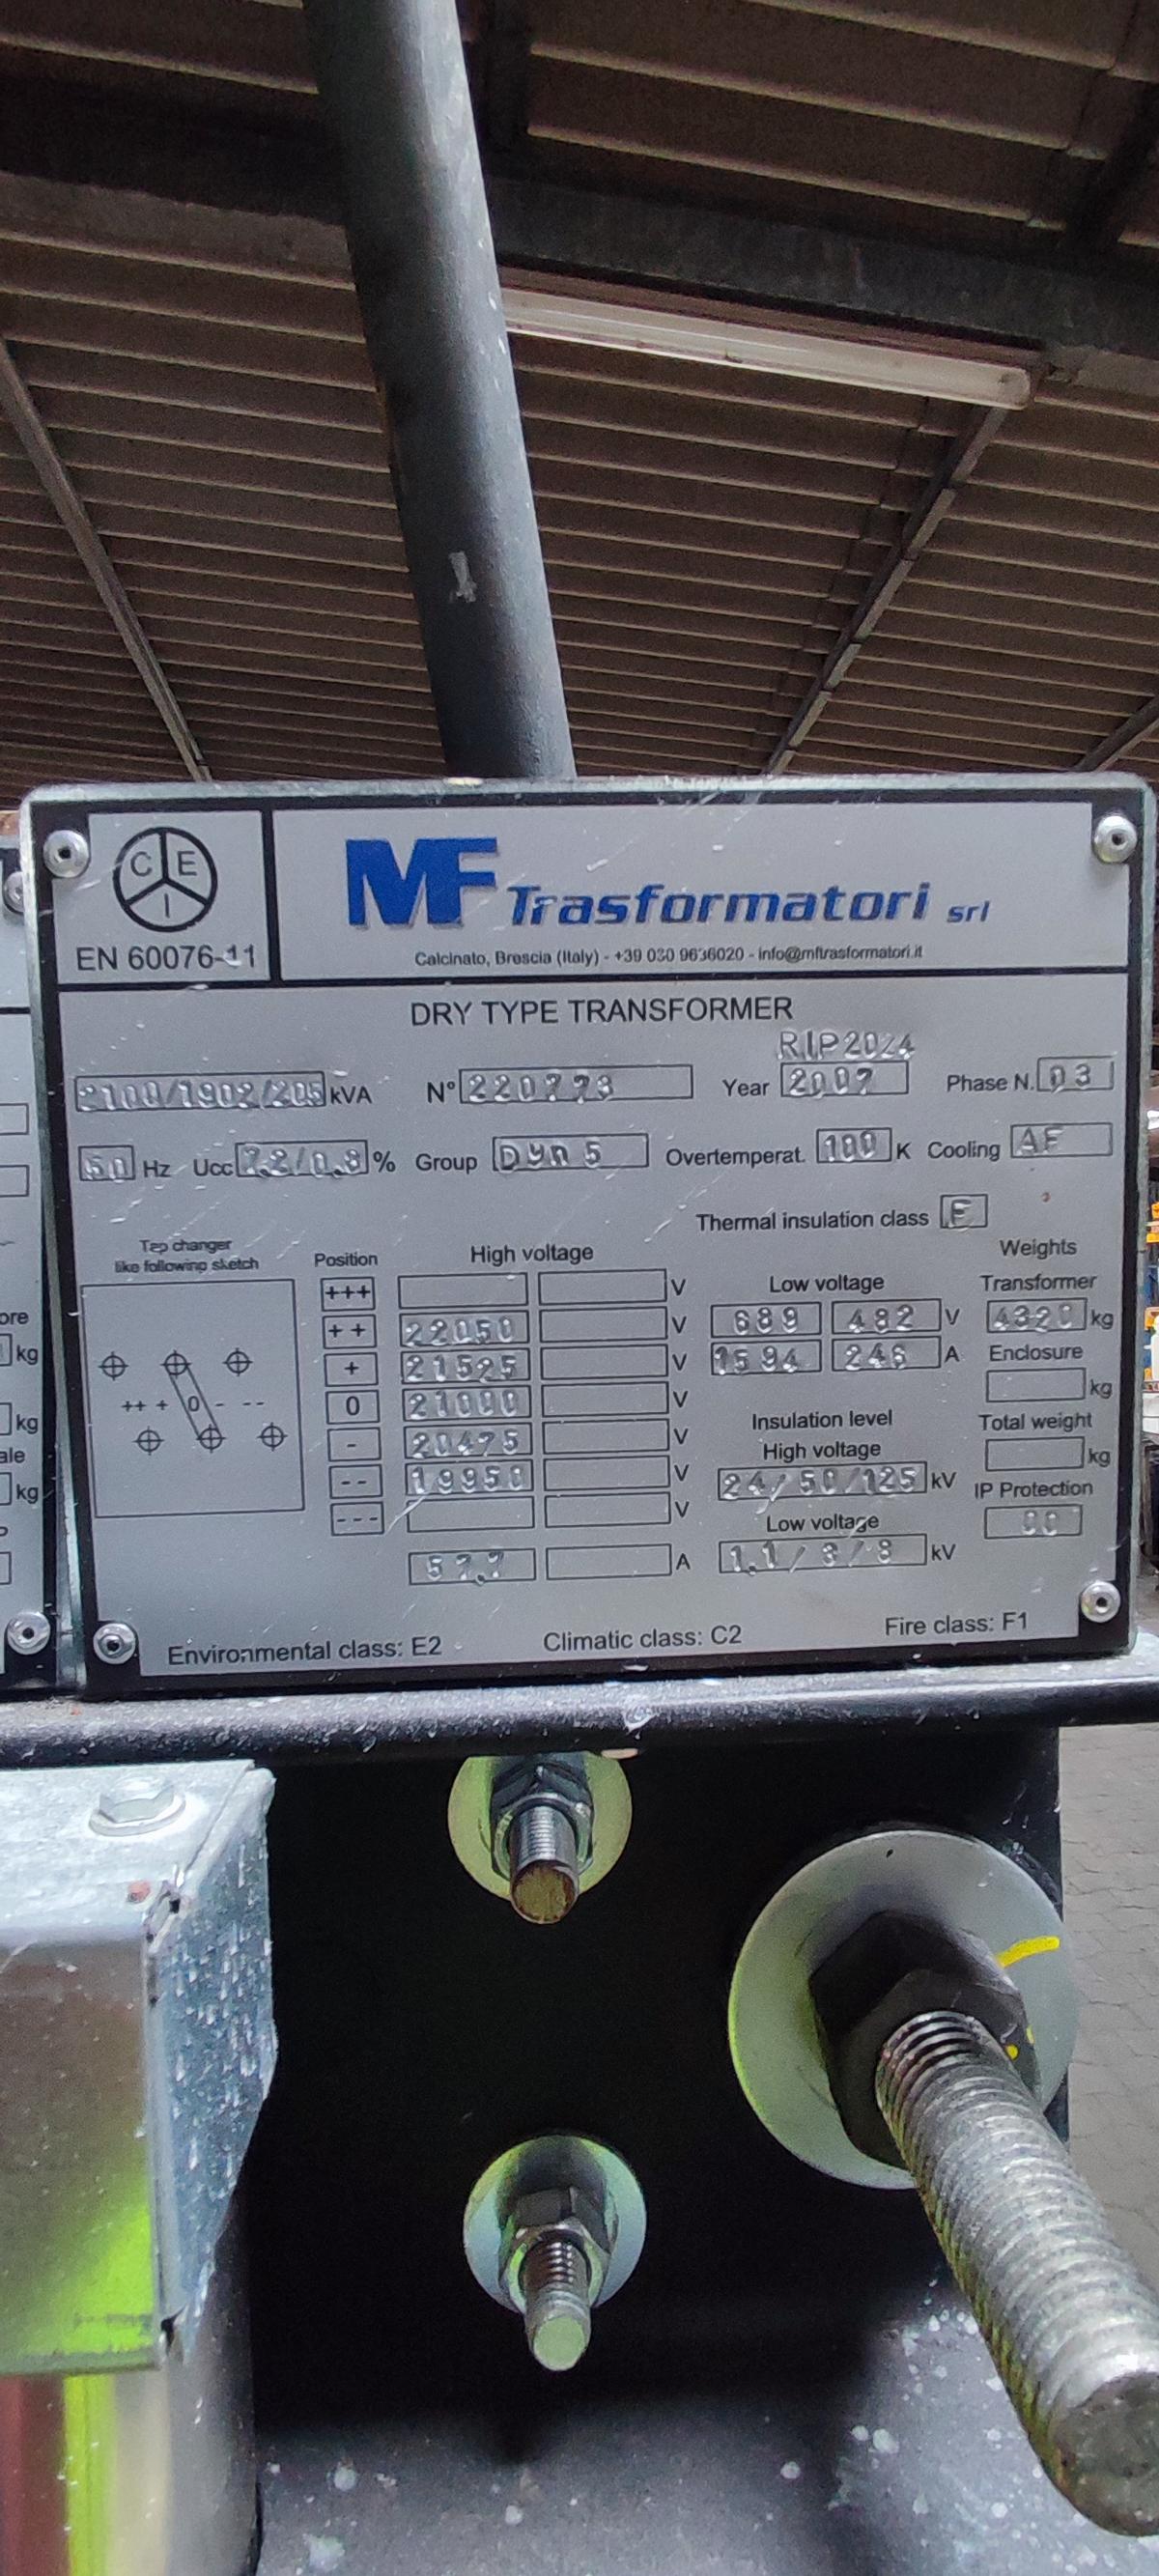 C E I
EN 60076-11
MF Trasformatori srl
Calcinato, Brescia (Italy) - +39 030 9636020 - info@mftrasformatori.it
DRY TYPE TRANSFORMER
RIP2024
2100/1902/205 kVA N° 220773 Year 2007 Phase N. 03
50 Hz Ucc 7.2/0.8 % Group Dyn 5 Overtemperat. 100 K Cooling AF
Thermal insulation class F
Tap changer
like following sketch
++ + 0 - --
Position High voltage
+++ V
++ 22050 V
+ 21525 V
0 21000 V
- 20475 V
-- 19950 V
--- V
57.7 A
Low voltage
689 482 V
1594 246 A
Insulation level
High voltage
24/50/125 kV
Low voltage
1.1/3/8 kV
Weights
Transformer
4320 kg
Enclosure
kg
Total weight
kg
IP Protection
00
Environmental class: E2 Climatic class: C2 Fire class: F1
kg
kg
kg